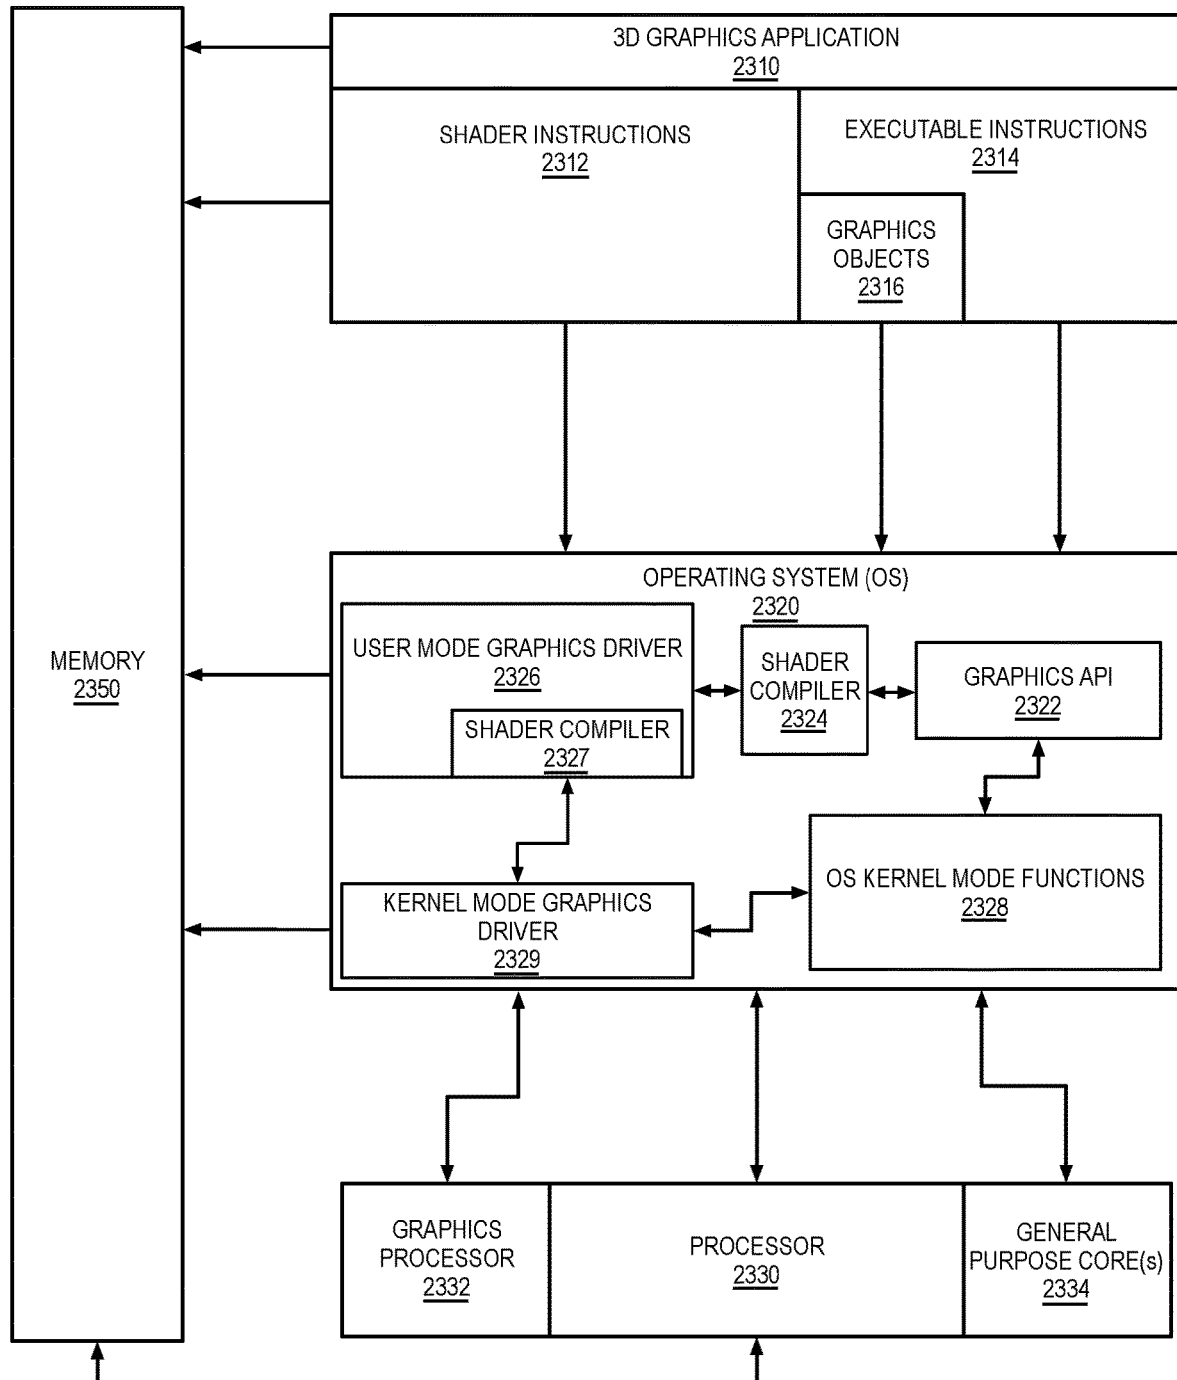 3D GRAPHICS APPLICATION
2310
SHADER INSTRUCTIONS
2312
EXECUTABLE INSTRUCTIONS
2314
GRAPHICS
OBJECTS
2316
MEMORY
2350
OPERATING SYSTEM (OS)
2320
USER MODE GRAPHICS DRIVER
2326
SHADER COMPILER
2327
SHADER
COMPILER
2324
GRAPHICS API
2322
KERNEL MODE GRAPHICS
DRIVER
2329
OS KERNEL MODE FUNCTIONS
2328
GRAPHICS
PROCESSOR
2332
PROCESSOR
2330
GENERAL
PURPOSE CORE(s)
2334